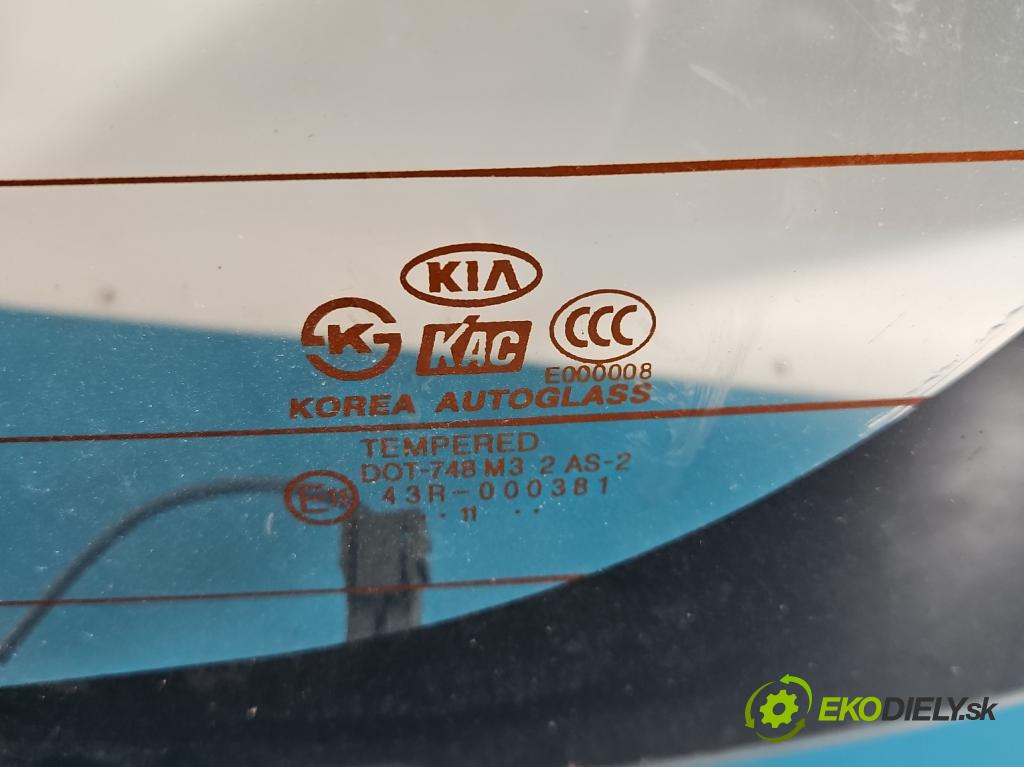 KIA
K KAC CCC
E000008
KOREA AUTOGLASS
TEMPERED
DOT-748 M3 2 AS-2
43R-000381
. 11 ..
EKODIELY.sk